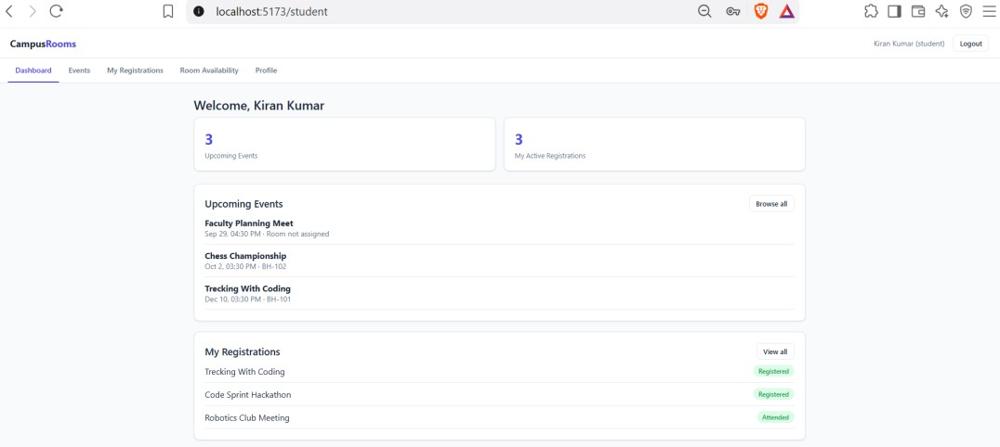 localhost:5173/student
CampusRooms
Kiran Kumar (student) Logout
Dashboard Events My Registrations Room Availability Profile
Welcome, Kiran Kumar
3
Upcoming Events
3
My Active Registrations
Upcoming Events Browse all
Faculty Planning Meet
Sep 29, 04:30 PM · Room not assigned
Chess Championship
Oct 2, 03:30 PM · BH-102
Trecking With Coding
Dec 10, 03:30 PM · BH-101
My Registrations View all
Trecking With Coding Registered
Code Sprint Hackathon Registered
Robotics Club Meeting Attended